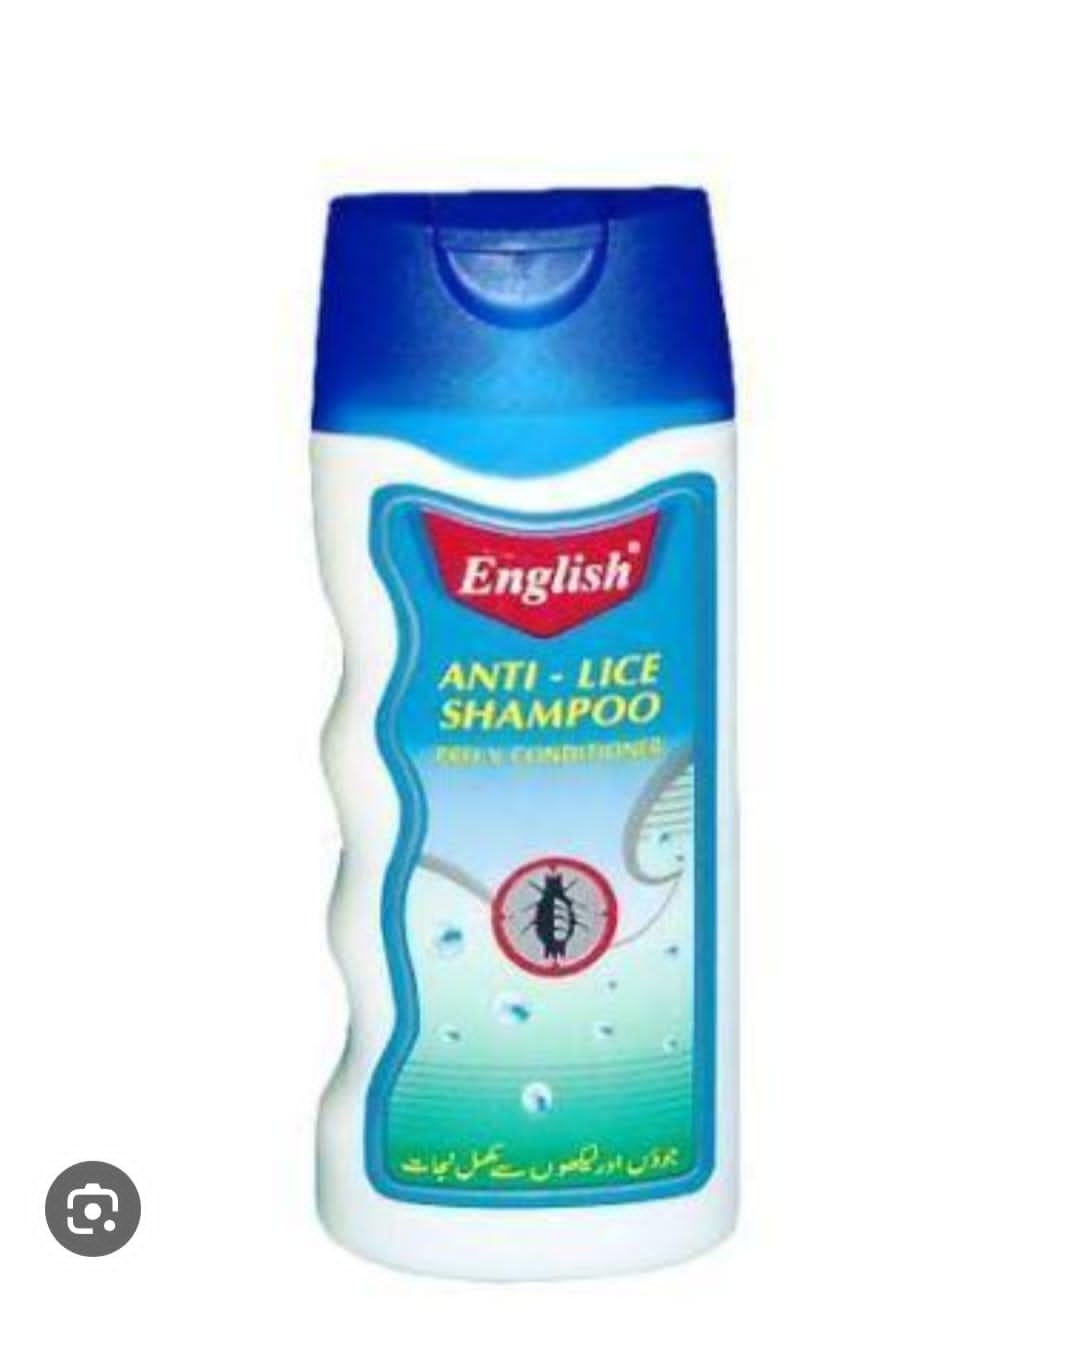 English®
ANTI - LICE
SHAMPOO
CONDITIONER
جوؤں اور لیکھوں سے مکمل نجات